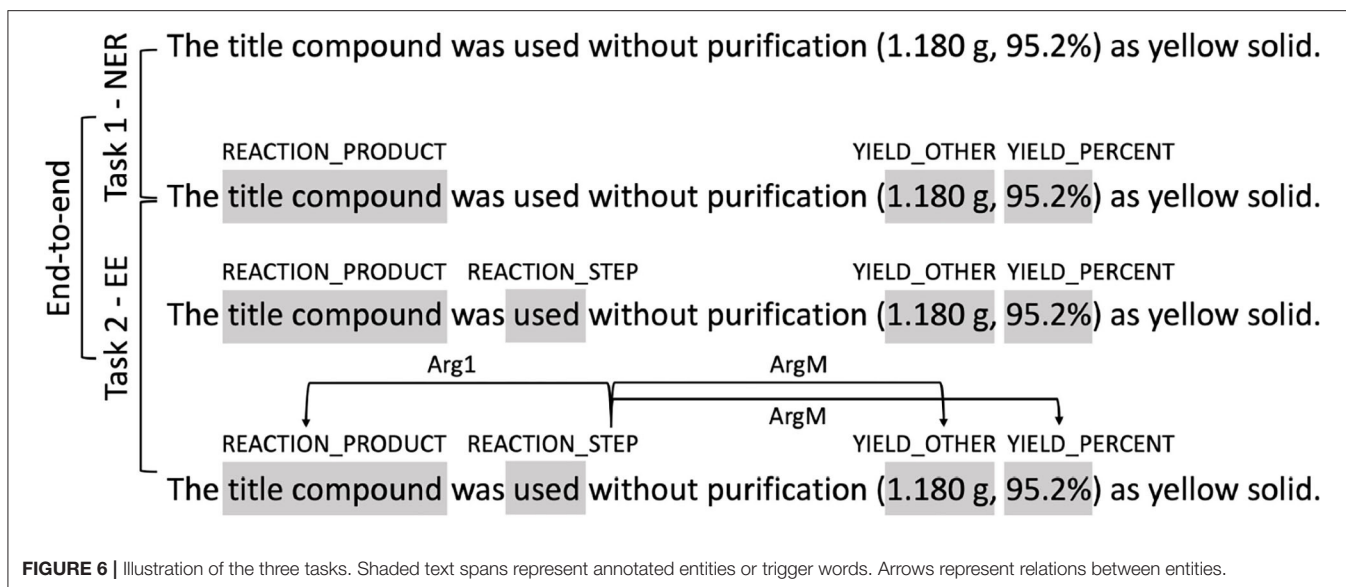 End-to-end
Task 1 - NER
Task 2 - EE
The title compound was used without purification (1.180 g, 95.2%) as yellow solid.
REACTION_PRODUCT YIELD_OTHER YIELD_PERCENT
The title compound was used without purification (1.180 g, 95.2%) as yellow solid.
REACTION_PRODUCT REACTION_STEP YIELD_OTHER YIELD_PERCENT
The title compound was used without purification (1.180 g, 95.2%) as yellow solid.
Arg1 ArgM
ArgM
REACTION_PRODUCT REACTION_STEP YIELD_OTHER YIELD_PERCENT
The title compound was used without purification (1.180 g, 95.2%) as yellow solid.
FIGURE 6 | Illustration of the three tasks. Shaded text spans represent annotated entities or trigger words. Arrows represent relations between entities.